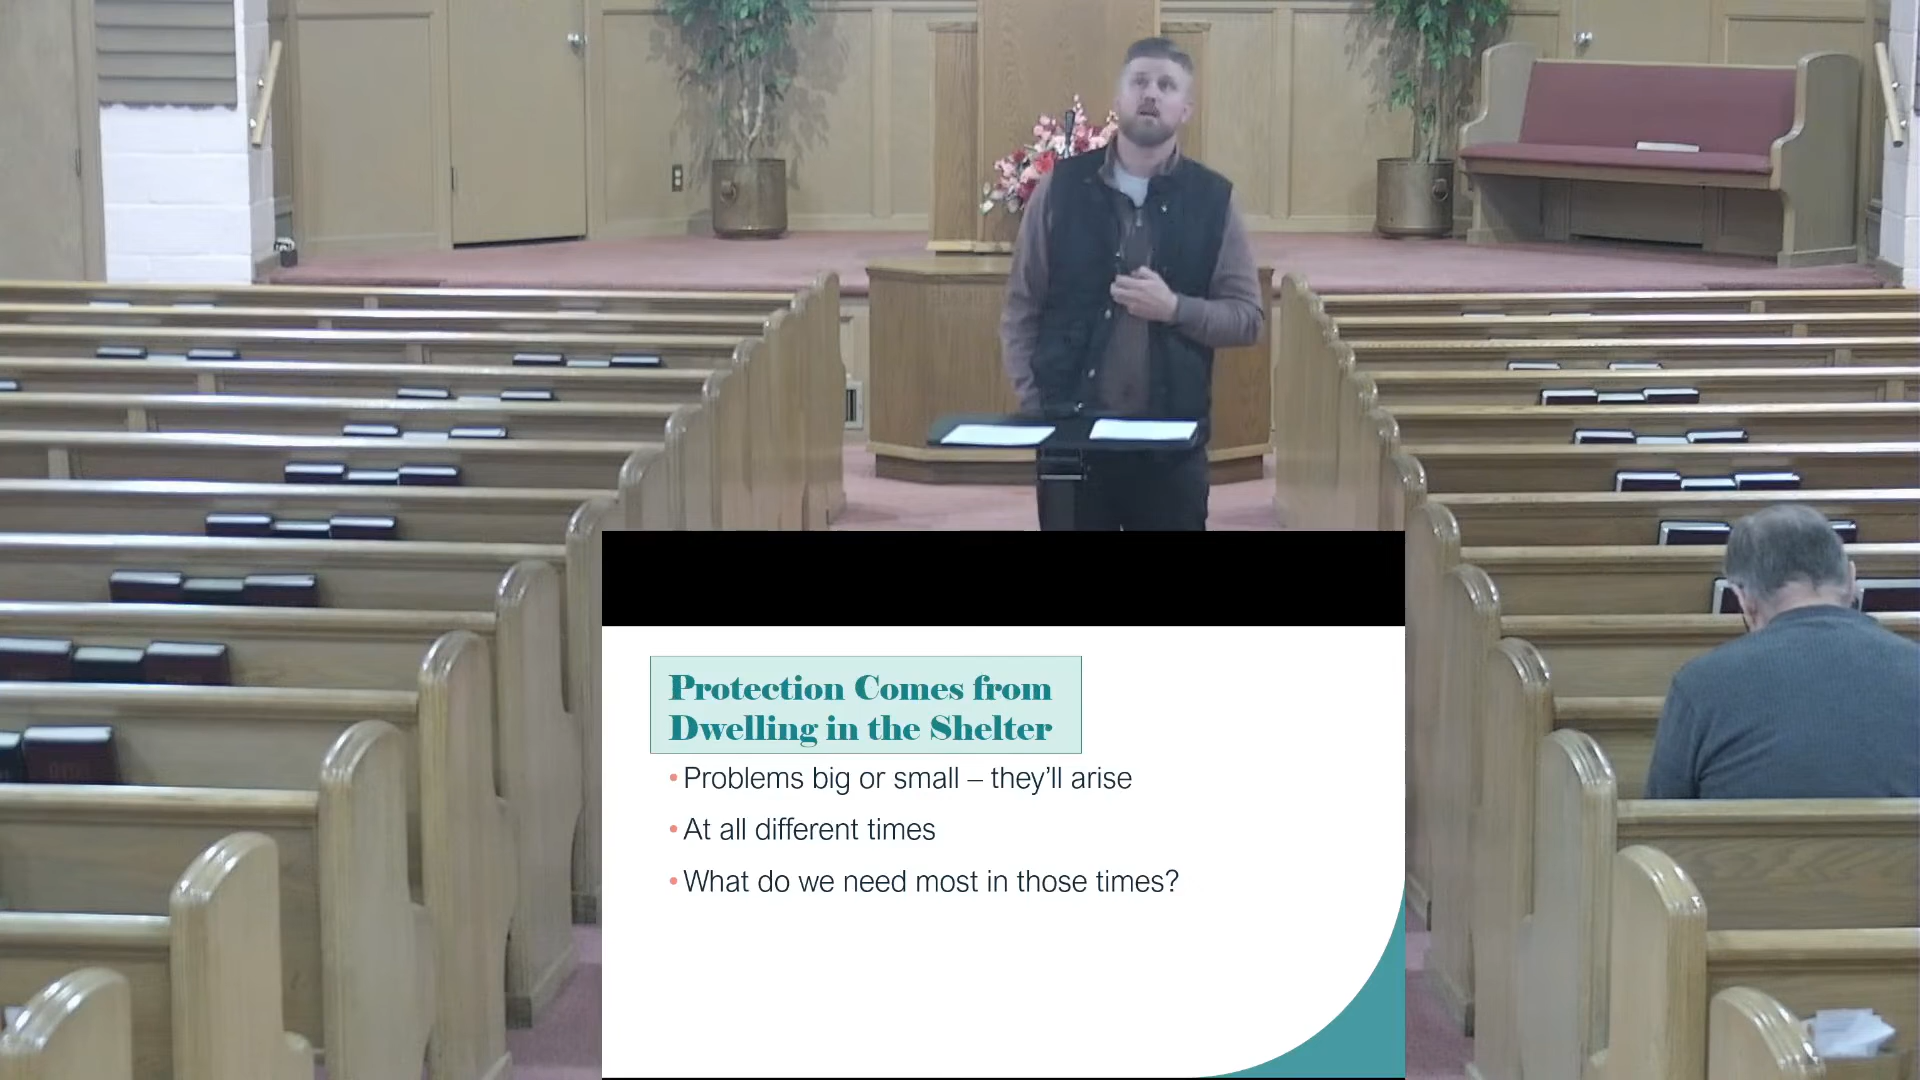 Protection Comes from
Dwelling in the Shelter
• Problems big or small – they'll arise
• At all different times
• What do we need most in those times?